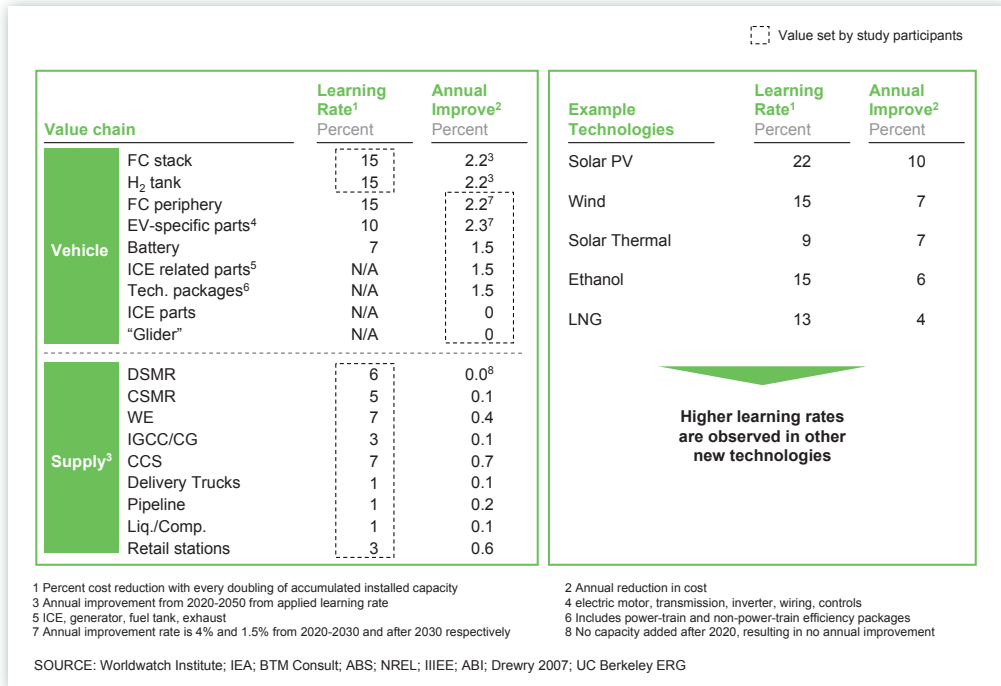 Value set by study participants
Value chain
Learning Rate¹ Percent
Annual Improve² Percent
Vehicle
FC stack 15 2.2³
H₂ tank 15 2.2³
FC periphery 15 2.2⁷
EV-specific parts⁴ 10 2.3⁷
Battery 7 1.5
ICE related parts⁵ N/A 1.5
Tech. packages⁶ N/A 1.5
ICE parts N/A 0
“Glider” N/A 0
Supply³
DSMR 6 0.0⁸
CSMR 5 0.1
WE 7 0.4
IGCC/CG 3 0.1
CCS 7 0.7
Delivery Trucks 1 0.1
Pipeline 1 0.2
Liq./Comp. 1 0.1
Retail stations 3 0.6
Example Technologies
Learning Rate¹ Percent
Annual Improve² Percent
Solar PV 22 10
Wind 15 7
Solar Thermal 9 7
Ethanol 15 6
LNG 13 4
Higher learning rates
are observed in other
new technologies
1 Percent cost reduction with every doubling of accumulated installed capacity
2 Annual reduction in cost
3 Annual improvement from 2020-2050 from applied learning rate
4 electric motor, transmission, inverter, wiring, controls
5 ICE, generator, fuel tank, exhaust
6 Includes power-train and non-power-train efficiency packages
7 Annual improvement rate is 4% and 1.5% from 2020-2030 and after 2030 respectively
8 No capacity added after 2020, resulting in no annual improvement
SOURCE: Worldwatch Institute; IEA; BTM Consult; ABS; NREL; IIIEE; ABI; Drewry 2007; UC Berkeley ERG